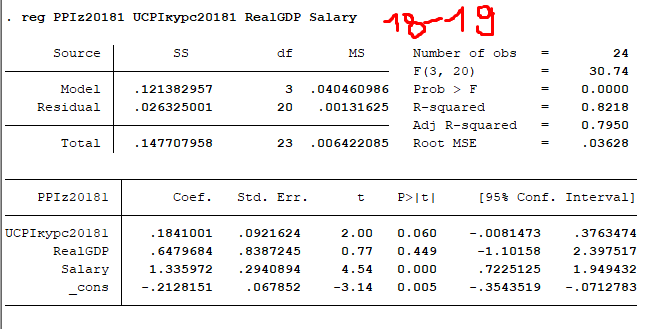 . reg PPIz20181 UCPIкурс20181 RealGDP Salary 18-19
Source SS df MS Number of obs = 24
F(3, 20) = 30.74
Model .121382957 3 .040460986 Prob > F = 0.0000
Residual .026325001 20 .00131625 R-squared = 0.8218
Adj R-squared = 0.7950
Total .147707958 23 .006422085 Root MSE = .03628
PPIz20181 Coef. Std. Err. t P>|t| [95% Conf. Interval]
UCPIкурс20181 .1841001 .0921624 2.00 0.060 -.0081473 .3763474
RealGDP .6479684 .8387245 0.77 0.449 -1.10158 2.397517
Salary 1.335972 .2940894 4.54 0.000 .7225125 1.949432
_cons -.2128151 .067852 -3.14 0.005 -.3543519 -.0712783